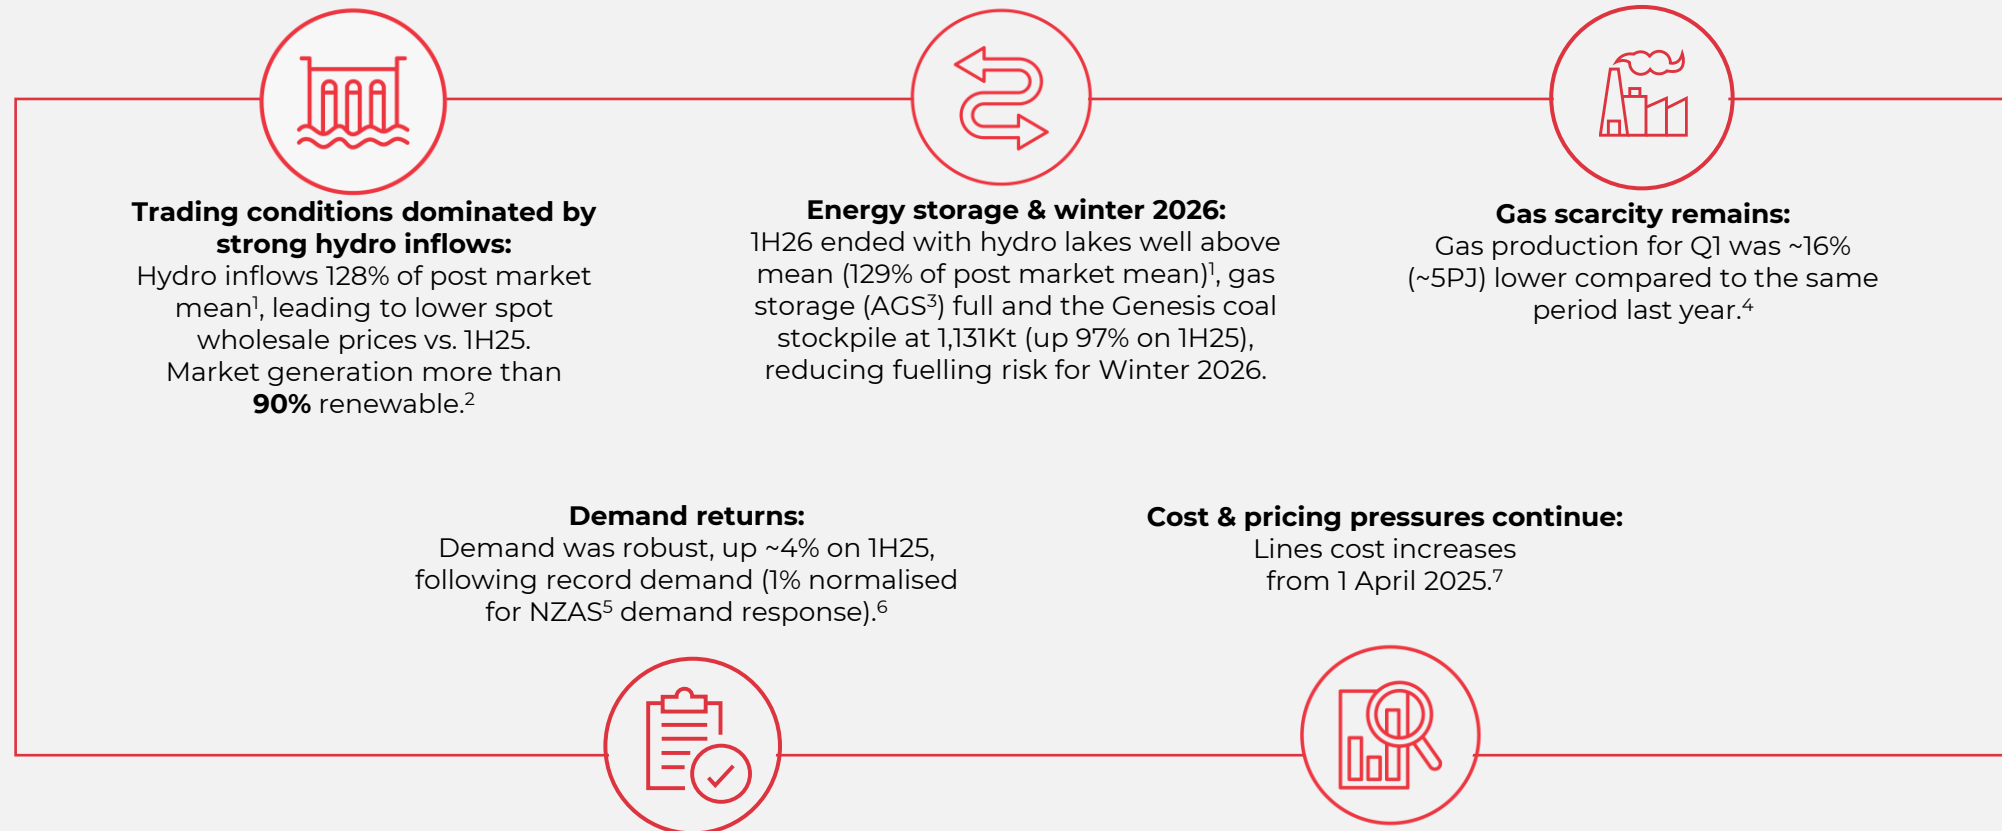 Trading conditions dominated by
strong hydro inflows:
Hydro inflows 128% of post market
mean¹, leading to lower spot
wholesale prices vs. 1H25.
Market generation more than
90% renewable.²
Energy storage & winter 2026:
1H26 ended with hydro lakes well above
mean (129% of post market mean)¹, gas
storage (AGS³) full and the Genesis coal
stockpile at 1,131Kt (up 97% on 1H25),
reducing fuelling risk for Winter 2026.
Gas scarcity remains:
Gas production for Q1 was ~16%
(~5PJ) lower compared to the same
period last year.⁴
Demand returns:
Demand was robust, up ~4% on 1H25,
following record demand (1% normalised
for NZAS⁵ demand response).⁶
Cost & pricing pressures continue:
Lines cost increases
from 1 April 2025.⁷